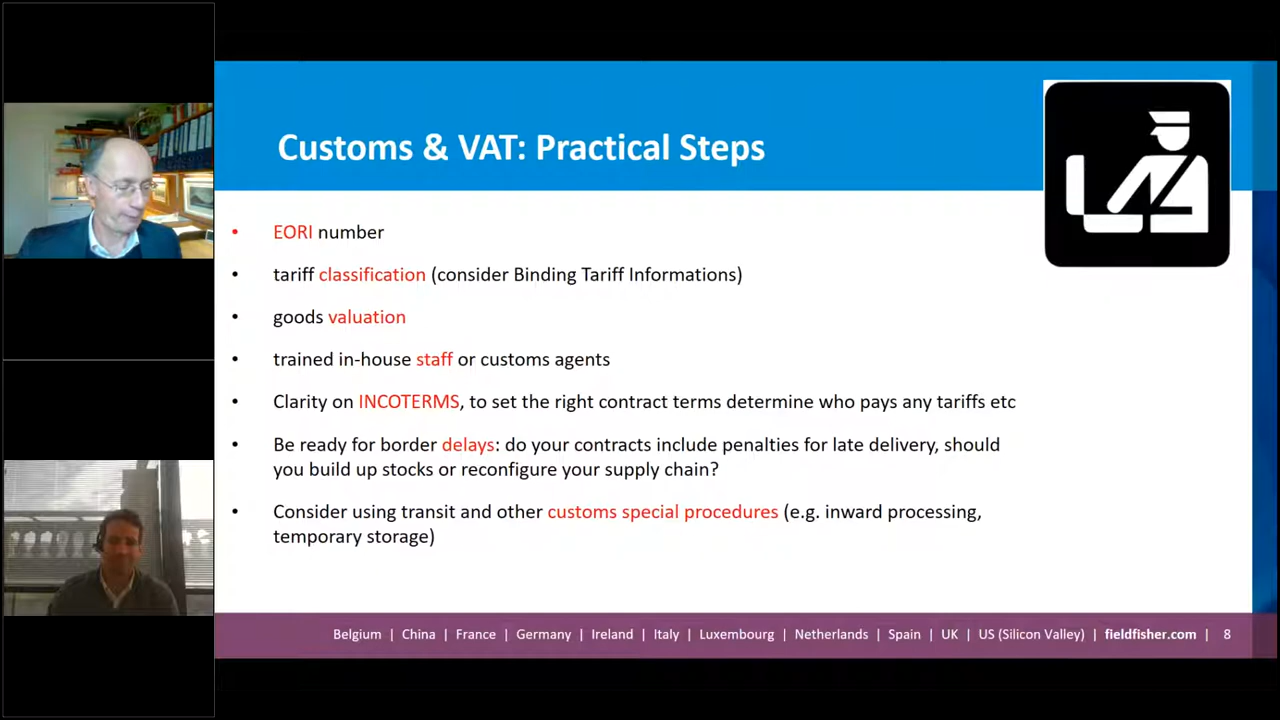 Customs & VAT: Practical Steps
• EORI number
• tariff classification (consider Binding Tariff Informations)
• goods valuation
• trained in-house staff or customs agents
• Clarity on INCOTERMS, to set the right contract terms determine who pays any tariffs etc
• Be ready for border delays: do your contracts include penalties for late delivery, should
you build up stocks or reconfigure your supply chain?
• Consider using transit and other customs special procedures (e.g. inward processing,
temporary storage)
Belgium | China | France | Germany | Ireland | Italy | Luxembourg | Netherlands | Spain | UK | US (Silicon Valley) | fieldfisher.com | 8